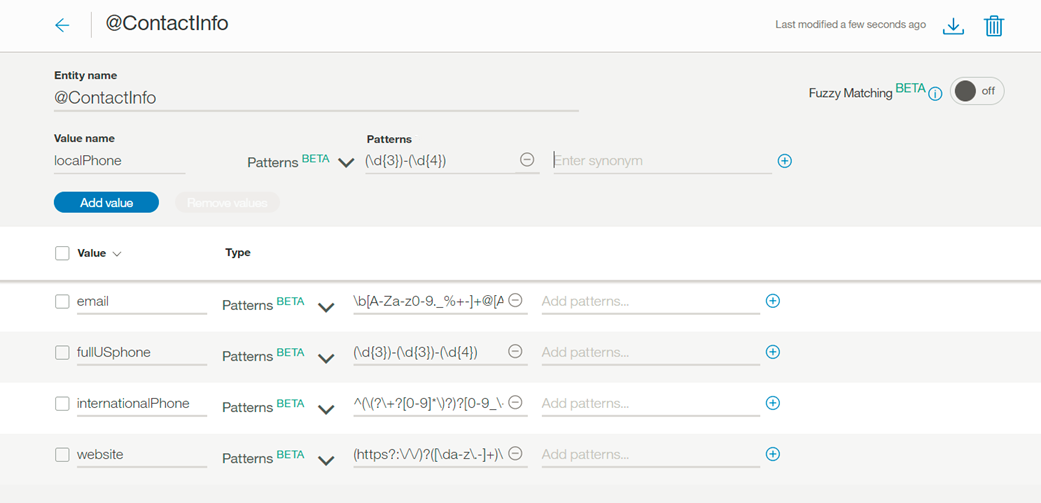 @ContactInfo
Last modified a few seconds ago
Entity name
@ContactInfo
Fuzzy Matching BETA
off
Value name
Patterns
localPhone
Patterns BETA
(\d{3})-(\d{4})
Enter synonym
Add value
Remove values
Value
Type
email
Patterns BETA
\b[A-Za-z0-9._%+-]+@[A
Add patterns...
fullUSphone
Patterns BETA
(\d{3})-(\d{3})-(\d{4})
Add patterns...
internationalPhone
Patterns BETA
^(\(?\+?[0-9]*\)?)?[0-9_\-
Add patterns...
website
Patterns BETA
(https?:\/\/)?([\da-z\.-]+)\
Add patterns...